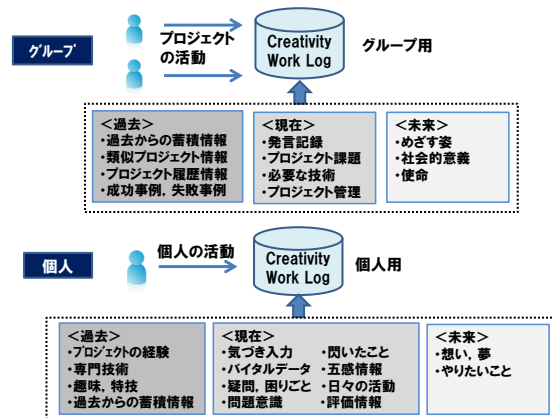 グループ
プロジェクト
の活動
Creativity
Work Log
グループ用
<過去>
・過去からの蓄積情報
・類似プロジェクト情報
・プロジェクト履歴情報
・成功事例，失敗事例
<現在>
・発言記録
・プロジェクト課題
・必要な技術
・プロジェクト管理
<未来>
・めざす姿
・社会的意義
・使命
個人
個人の活動
Creativity
Work Log
個人用
<過去>
・プロジェクトの経験
・専門技術
・趣味，特技
・過去からの蓄積情報
<現在>
・気づき入力
・バイタルデータ
・疑問，困りごと
・問題意識
・閃いたこと
・五感情報
・日々の活動
・評価情報
<未来>
・想い，夢
・やりたいこと